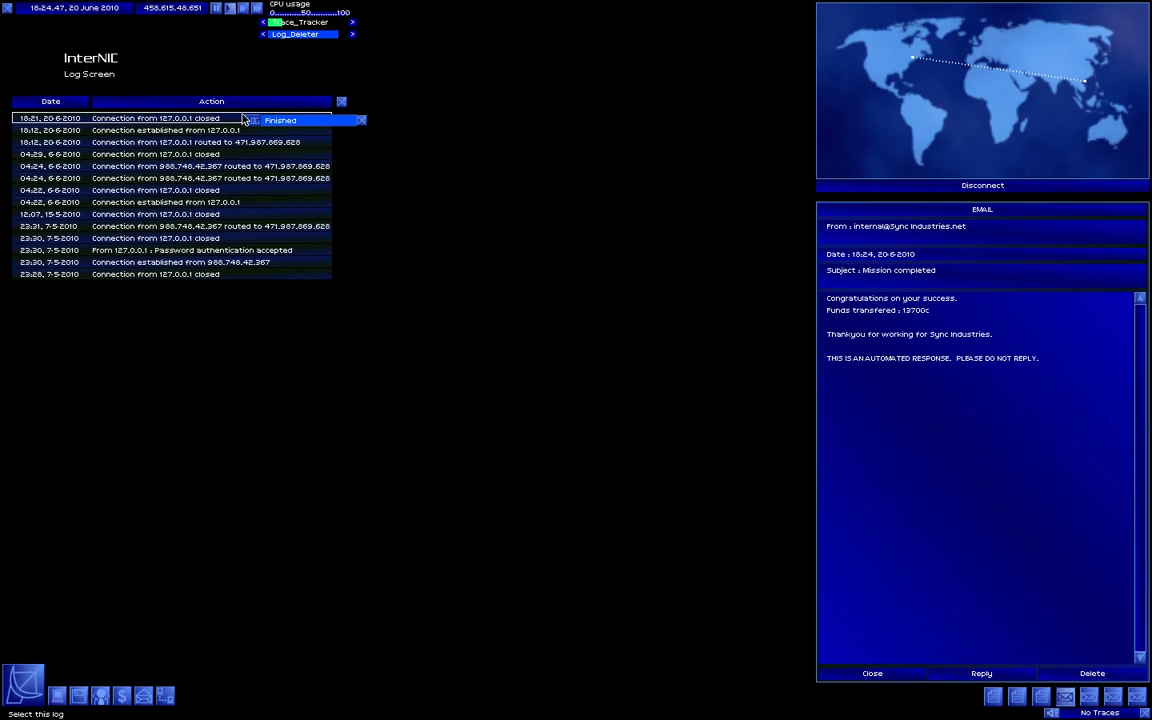 18:24.47, 20 June 2010
458.615.48.651
CPU usage
0..........50..........100
ace_Tracker
Log_Deleter
InterNIC
Log Screen
Date Action
18:21, 20-6-2010 Connection from 127.0.0.1 closed
Finished
18:12, 20-6-2010 Connection established from 127.0.0.1
18:12, 20-6-2010 Connection from 127.0.0.1 routed to 471.987.869.628
04:29, 6-6-2010 Connection from 127.0.0.1 closed
04:24, 6-6-2010 Connection from 988.748.42.367 routed to 471.987.869.628
04:24, 6-6-2010 Connection from 988.748.42.367 routed to 471.987.869.628
04:22, 6-6-2010 Connection from 127.0.0.1 closed
04:22, 6-6-2010 Connection established from 127.0.0.1
12:07, 15-5-2010 Connection from 127.0.0.1 closed
23:31, 7-5-2010 Connection from 988.748.42.367 routed to 471.987.869.628
23:30, 7-5-2010 Connection from 127.0.0.1 closed
23:30, 7-5-2010 From 127.0.0.1 : Password authentication accepted
23:30, 7-5-2010 Connection established from 988.748.42.367
23:28, 7-5-2010 Connection from 127.0.0.1 closed
Disconnect
EMAIL
From : internal@Sync Industries.net
Date : 18:24, 20-6-2010
Subject : Mission completed
Congratulations on your success.
Funds transfered : 13700c
Thankyou for working for Sync Industries.
THIS IS AN AUTOMATED RESPONSE. PLEASE DO NOT REPLY.
Close
Reply
Delete
Select this log
No Traces